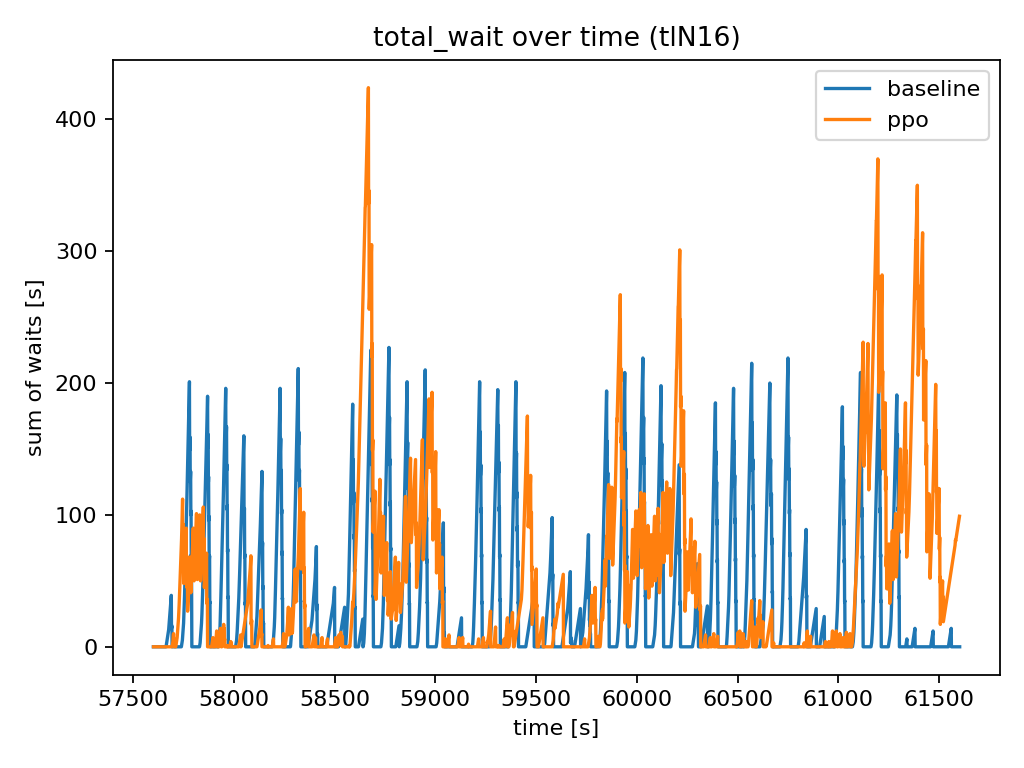 total_wait over time (tlN16)
baseline
ppo
sum of waits [s]
400
300
200
100
0
57500 58000 58500 59000 59500 60000 60500 61000 61500
time [s]